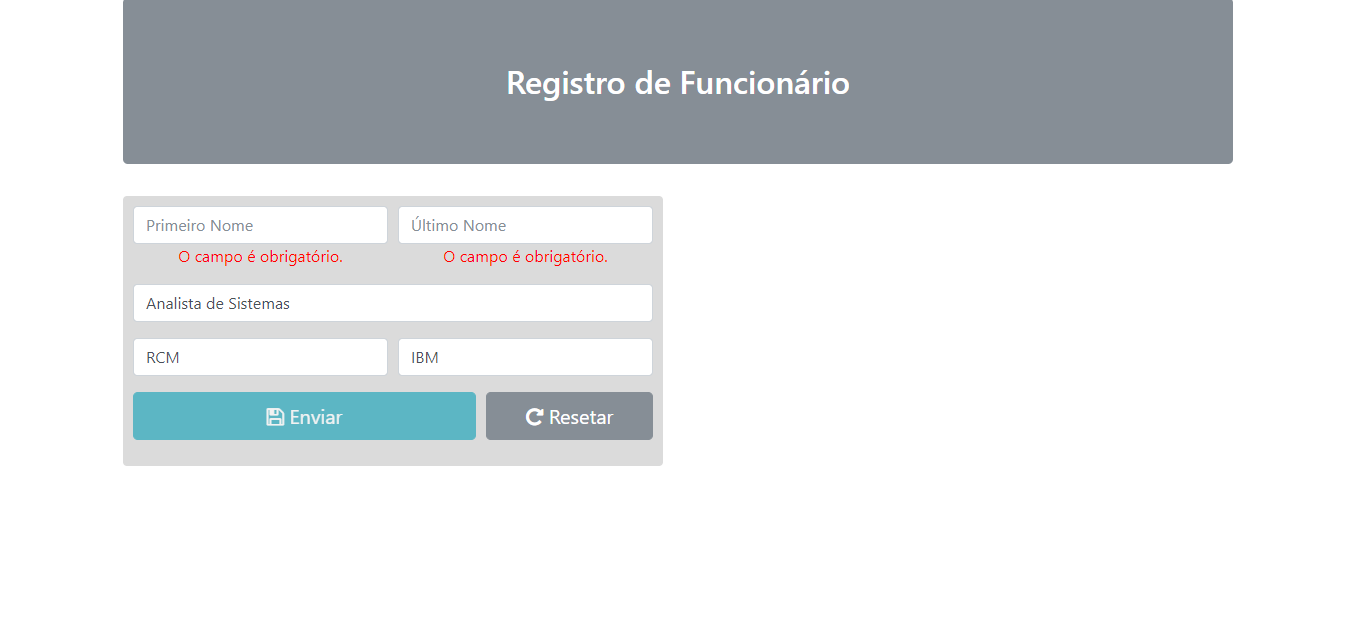 Registro de Funcionário
Primeiro Nome
Último Nome
O campo é obrigatório.
O campo é obrigatório.
Analista de Sistemas
RCM
IBM
Enviar
Resetar